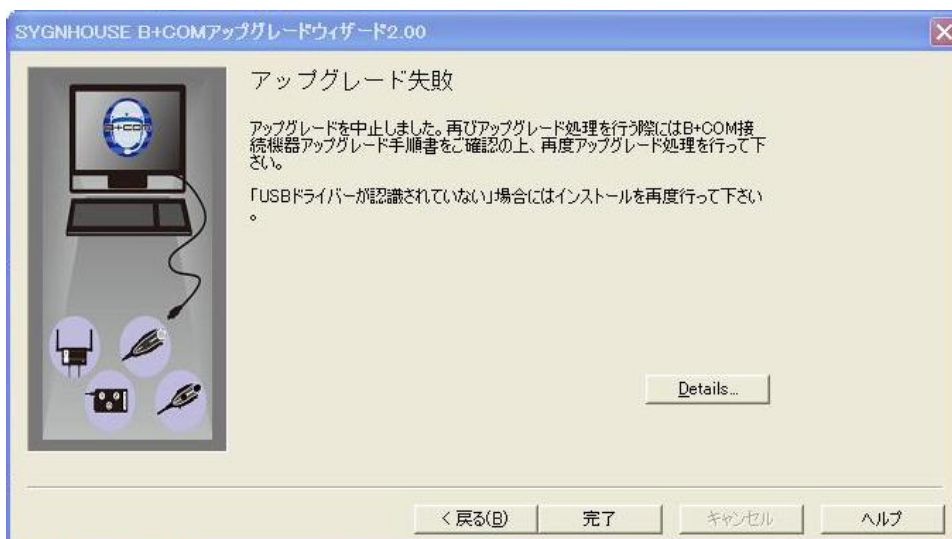 SYGNHOUSE B+COMアップグレードウィザード2.00
アップグレード失敗
アップグレードを中止しました。再びアップグレード処理を行う際にはB+COM接
続機器アップグレード手順書をご確認の上、再度アップグレード処理を行って下
さい。
「USBドライバーが認識されていない」場合にはインストールを再度行って下さい
。
B+COM
Details...
< 戻る(B)
完了
キャンセル
ヘルプ